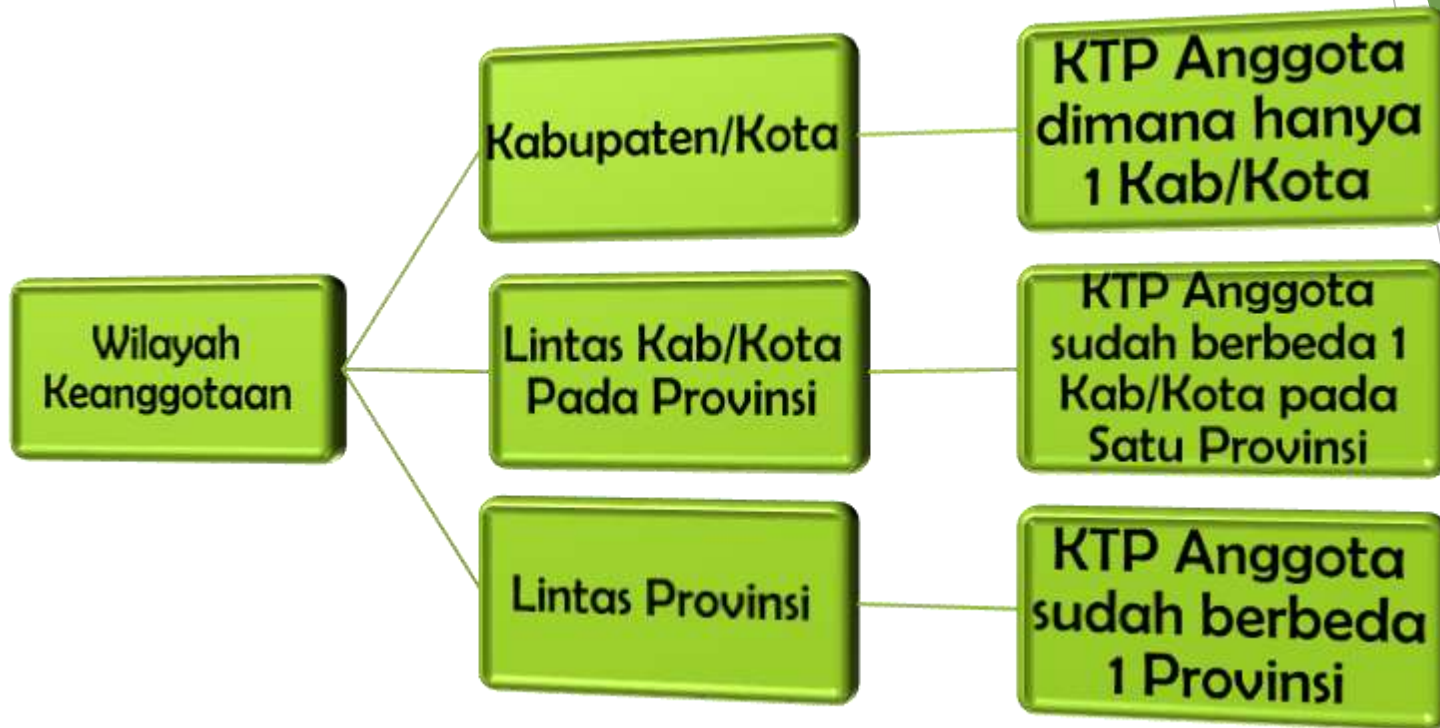 Wilayah
Keanggotaan
Kabupaten/Kota
KTP Anggota
dimana hanya
1 Kab/Kota
Lintas Kab/Kota
Pada Provinsi
KTP Anggota
sudah berbeda 1
Kab/Kota pada
Satu Provinsi
Lintas Provinsi
KTP Anggota
sudah berbeda
1 Provinsi